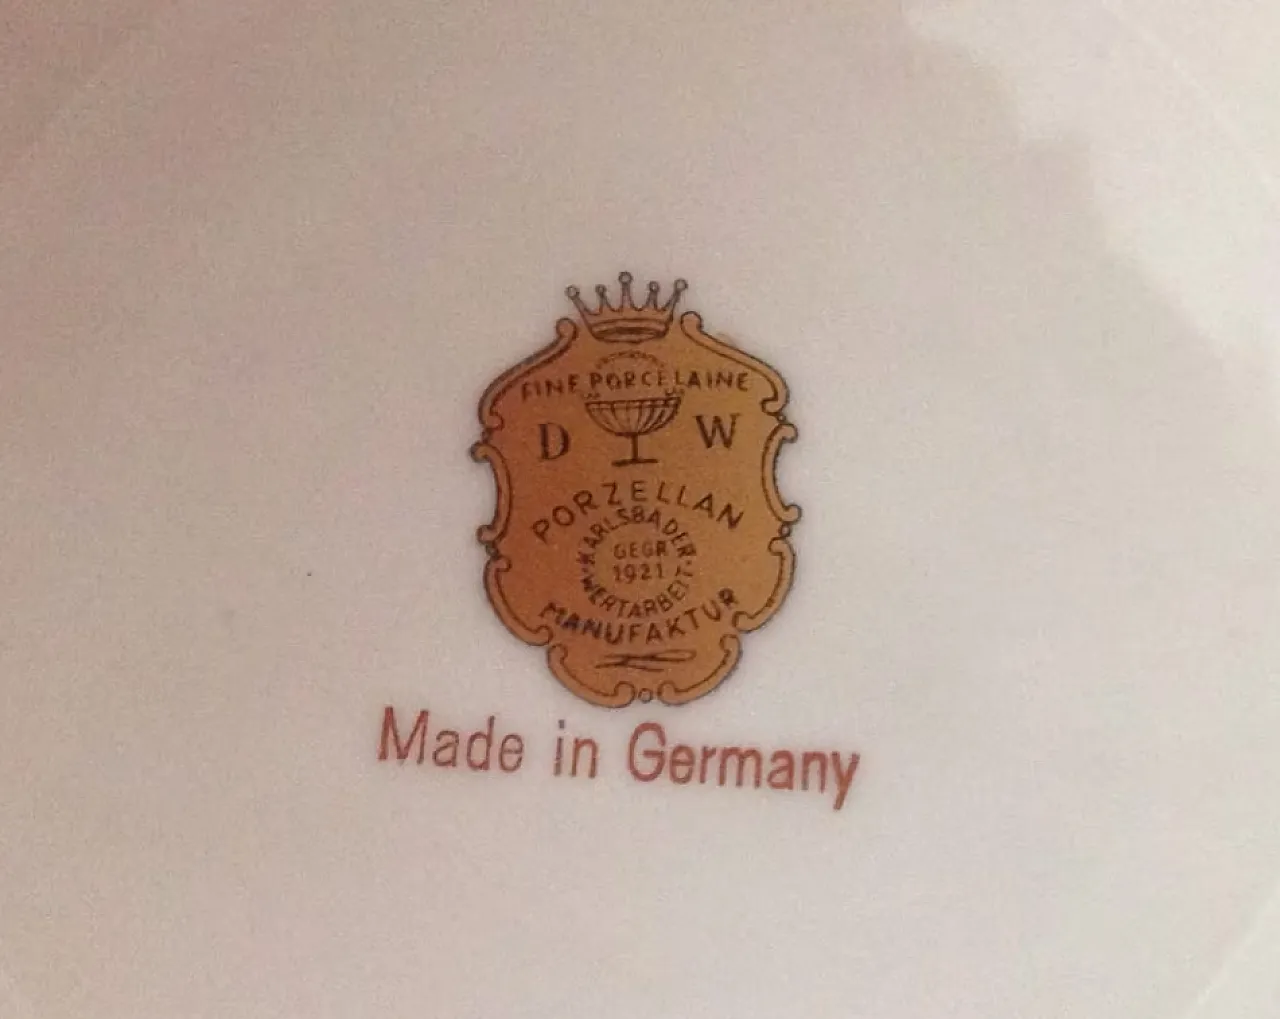 FINE PORCELAINE
D W
PORZELLAN
KARLSBADER
GEGR
1921
WERTARBEIT
MANUFAKTUR
Made in Germany